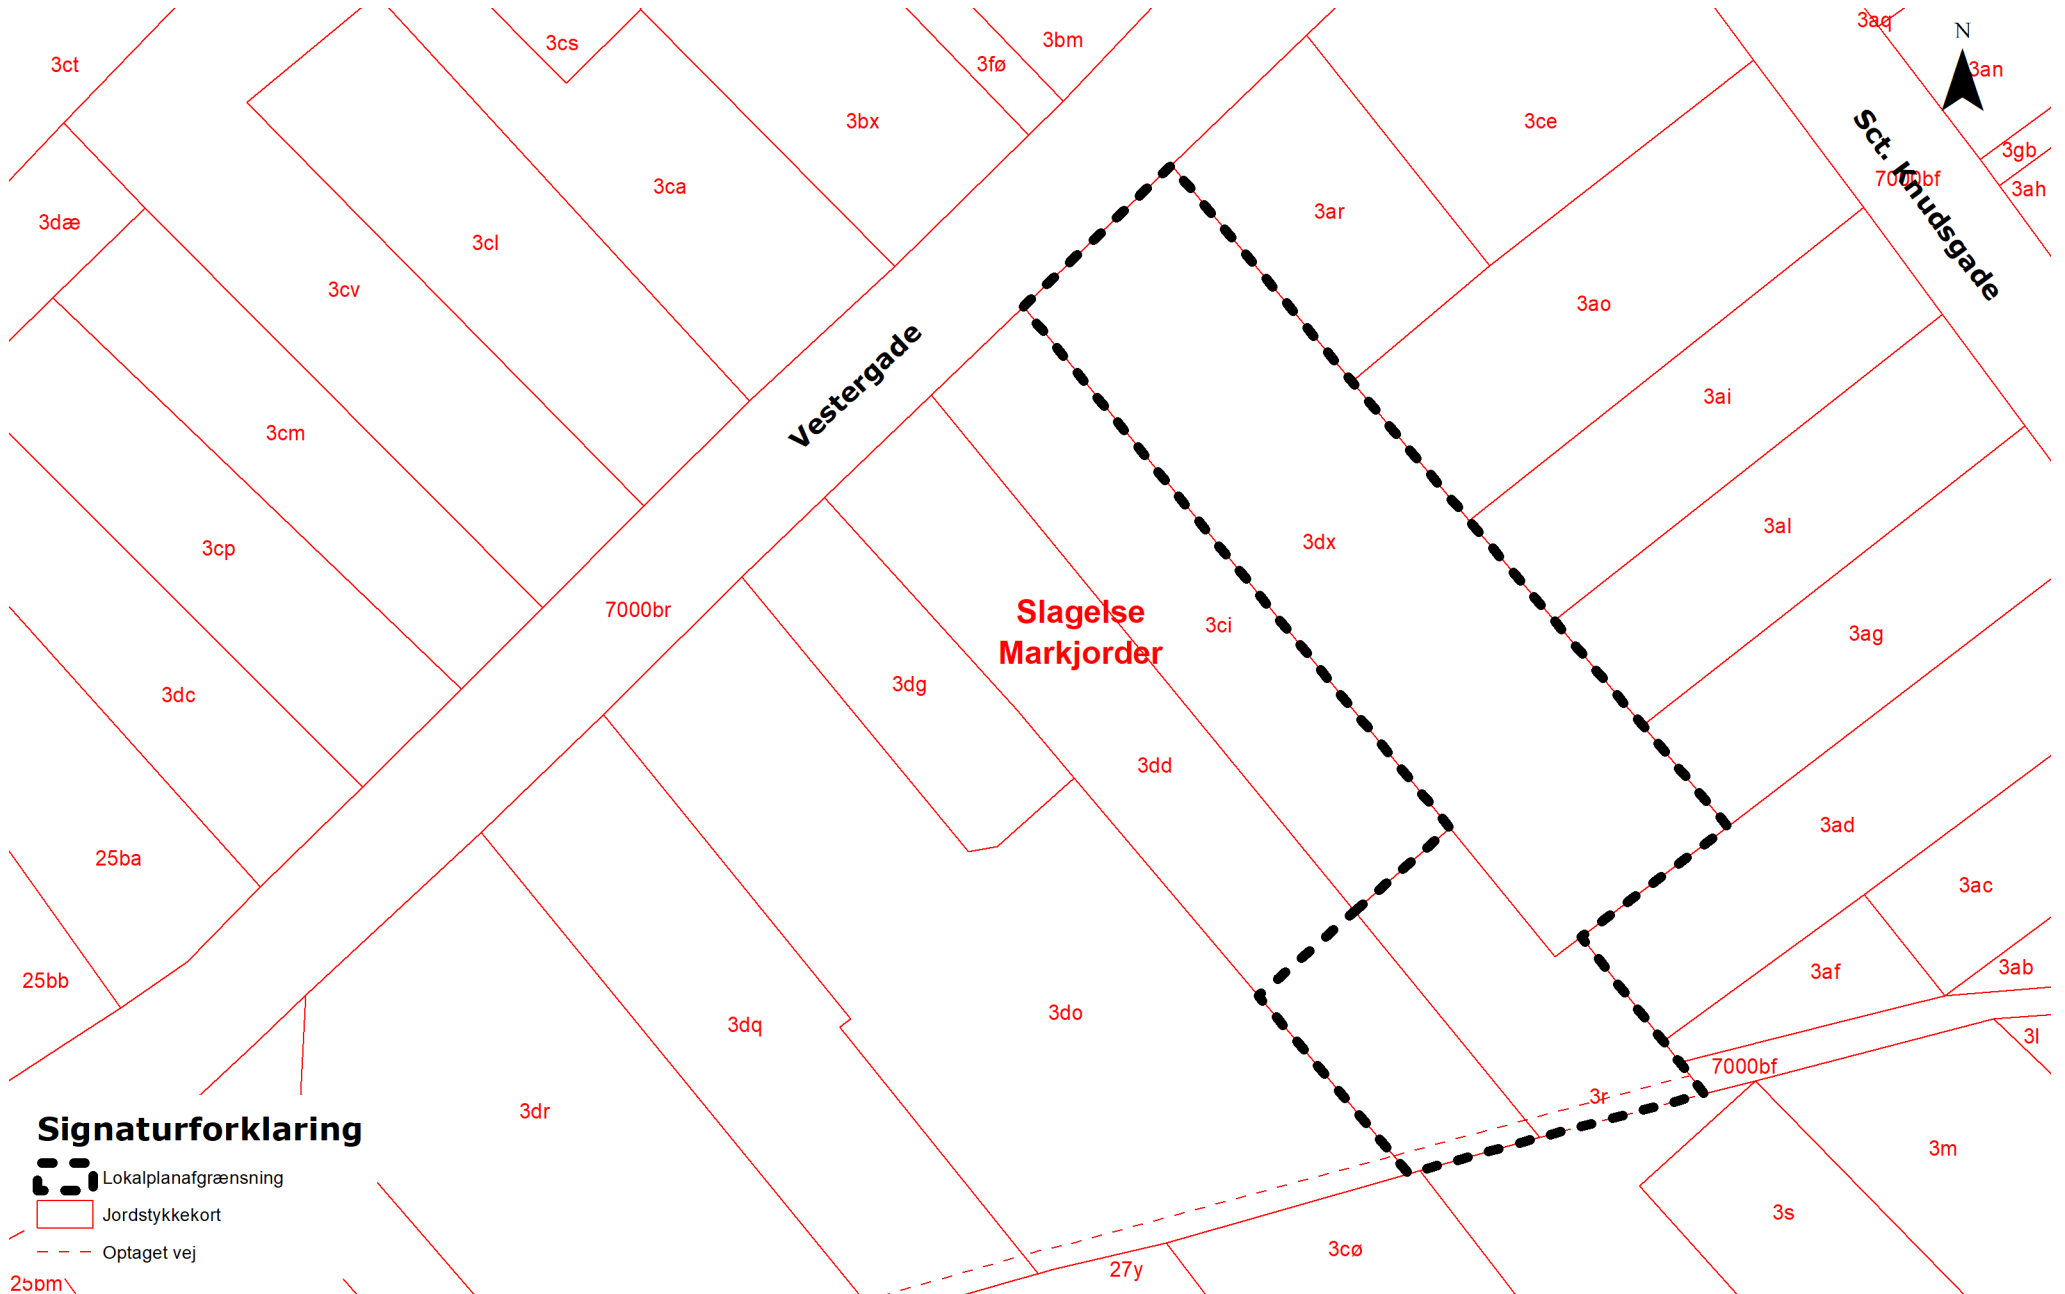 3cs
3bm
3aq
N
3ct
3fø
3an
3bx
3ce
Sct. Knudsgade
3gb
7000bf
3ah
3ca
3ar
3dæ
3cl
3cv
3ao
Vestergade
3ai
3cm
3al
3cp
3dx
7000br
Slagelse
Markjorder
3ci
3ag
3dg
3dc
3dd
3ad
25ba
3ac
3af
3ab
25bb
3do
3dq
3l
7000bf
3r
3dr
3m
3s
3cø
27y
Signaturforklaring
Lokalplanafgrænsning
Jordstykkekort
Optaget vej
25bm